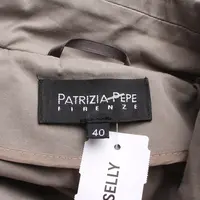 PATRIZIA PEPE
FIRENZE
40
SELLY